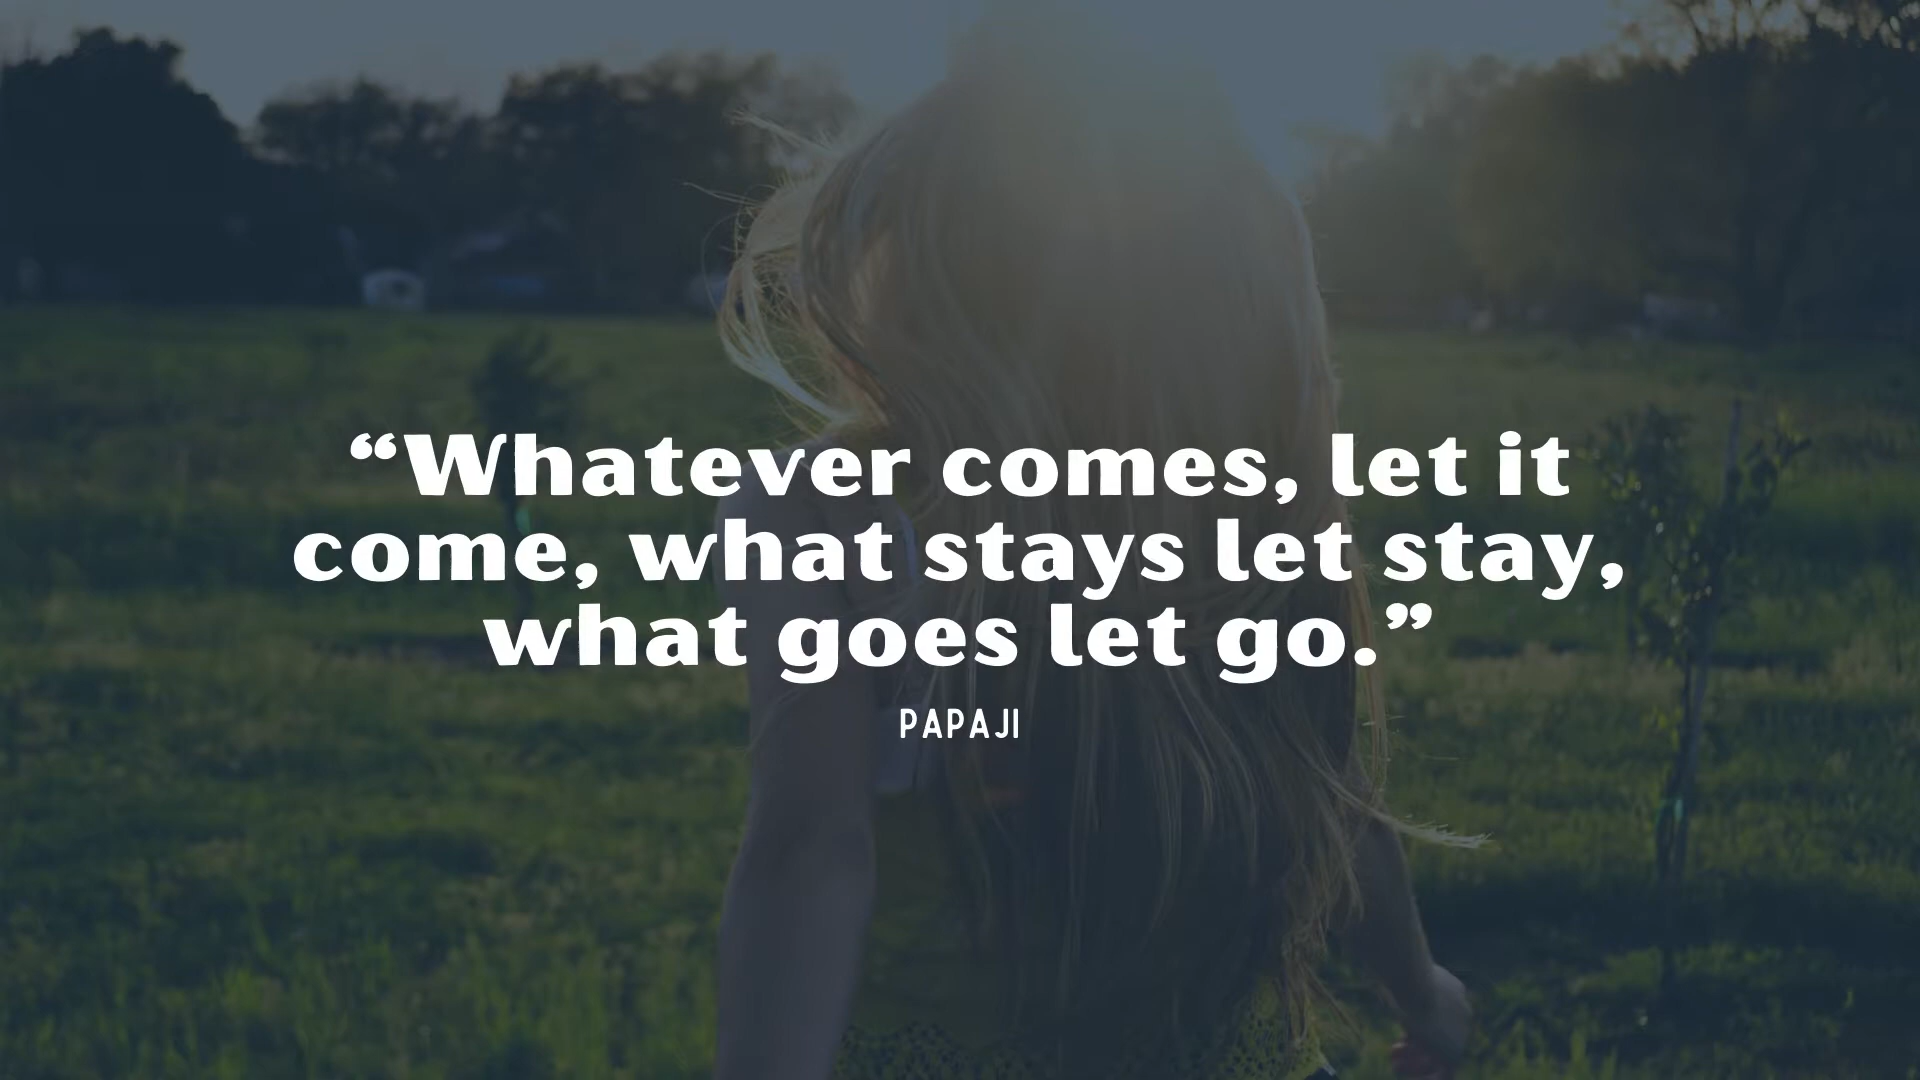 “Whatever comes, let it
come, what stays let stay,
what goes let go.”
PAPAJI